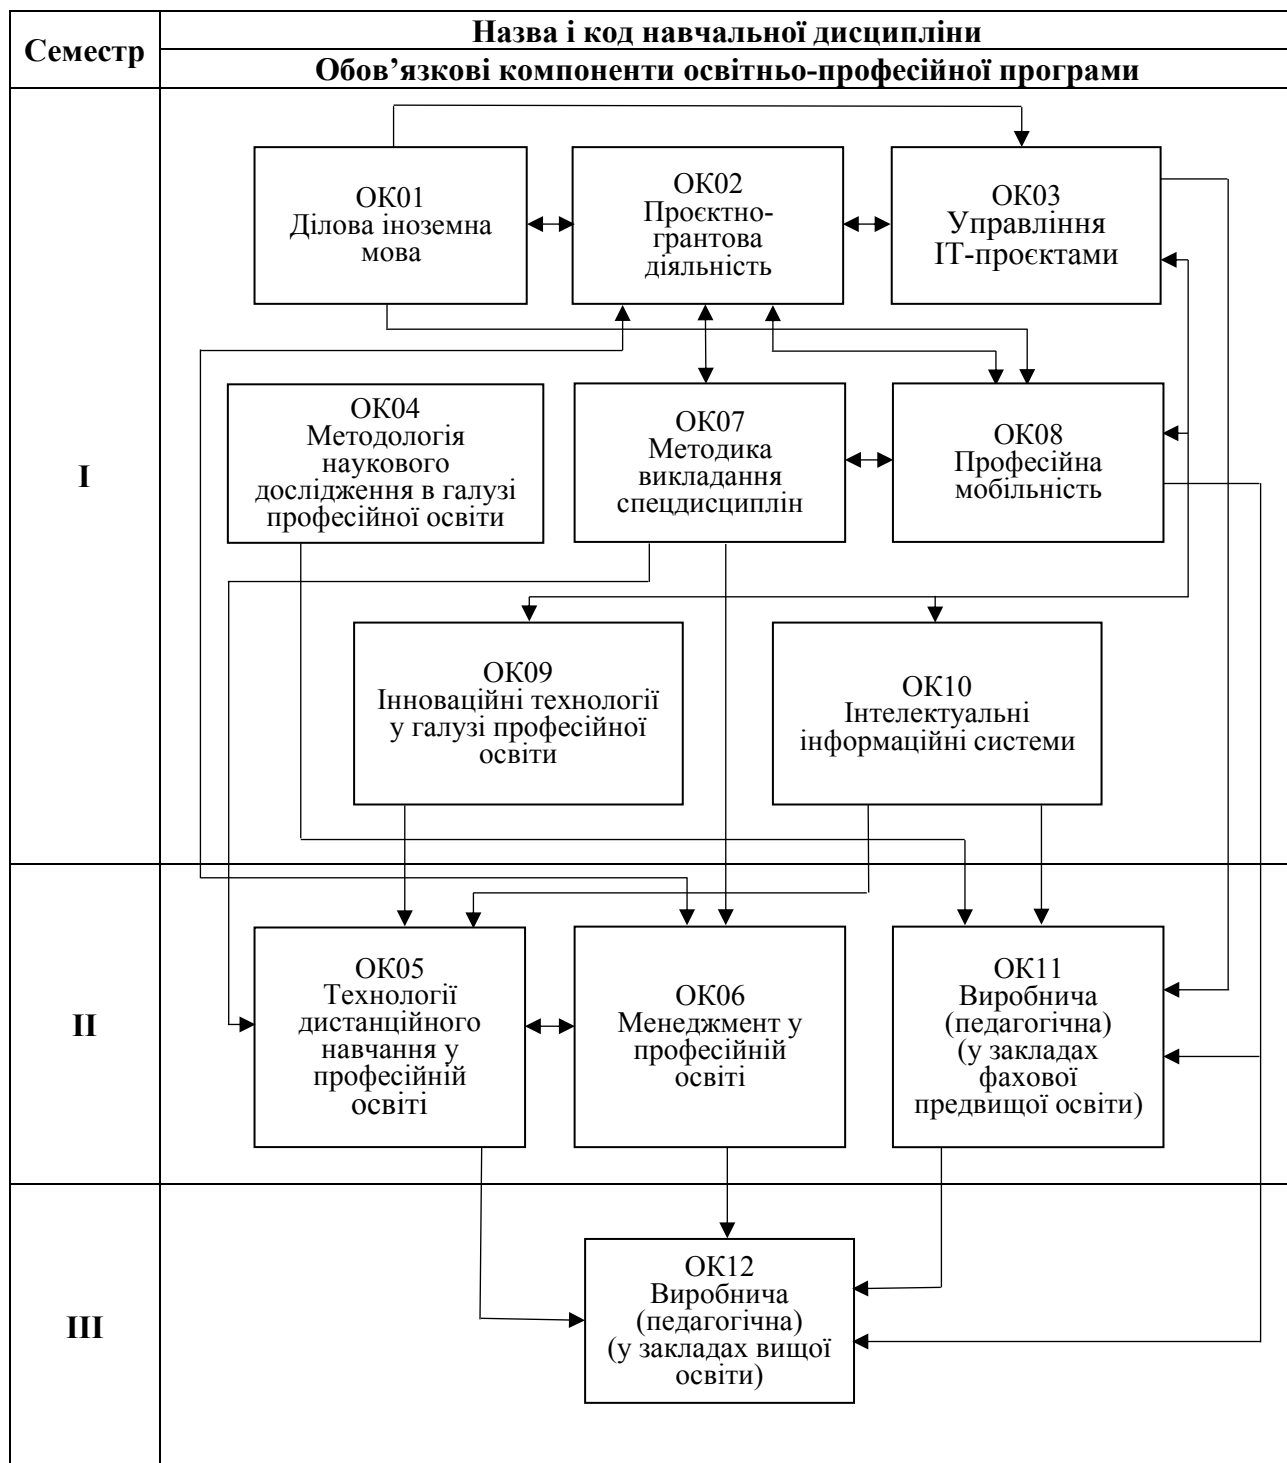 Семестр
Назва і код навчальної дисципліни
Обов’язкові компоненти освітньо-професійної програми
I
ОК01
Ділова іноземна
мова
ОК02
Проєктно-
грантова
діяльність
ОК03
Управління
ІТ-проєктами
ОК04
Методологія
наукового
дослідження в галузі
професійної освіти
ОК07
Методика
викладання
спецдисциплін
ОК08
Професійна
мобільність
ОК09
Інноваційні технології
у галузі професійної
освіти
ОК10
Інтелектуальні
інформаційні системи
II
ОК05
Технології
дистанційного
навчання у
професійній
освіті
ОК06
Менеджмент у
професійній
освіті
ОК11
Виробнича
(педагогічна)
(у закладах
фахової
предвищої освіти)
III
ОК12
Виробнича
(педагогічна)
(у закладах вищої
освіти)